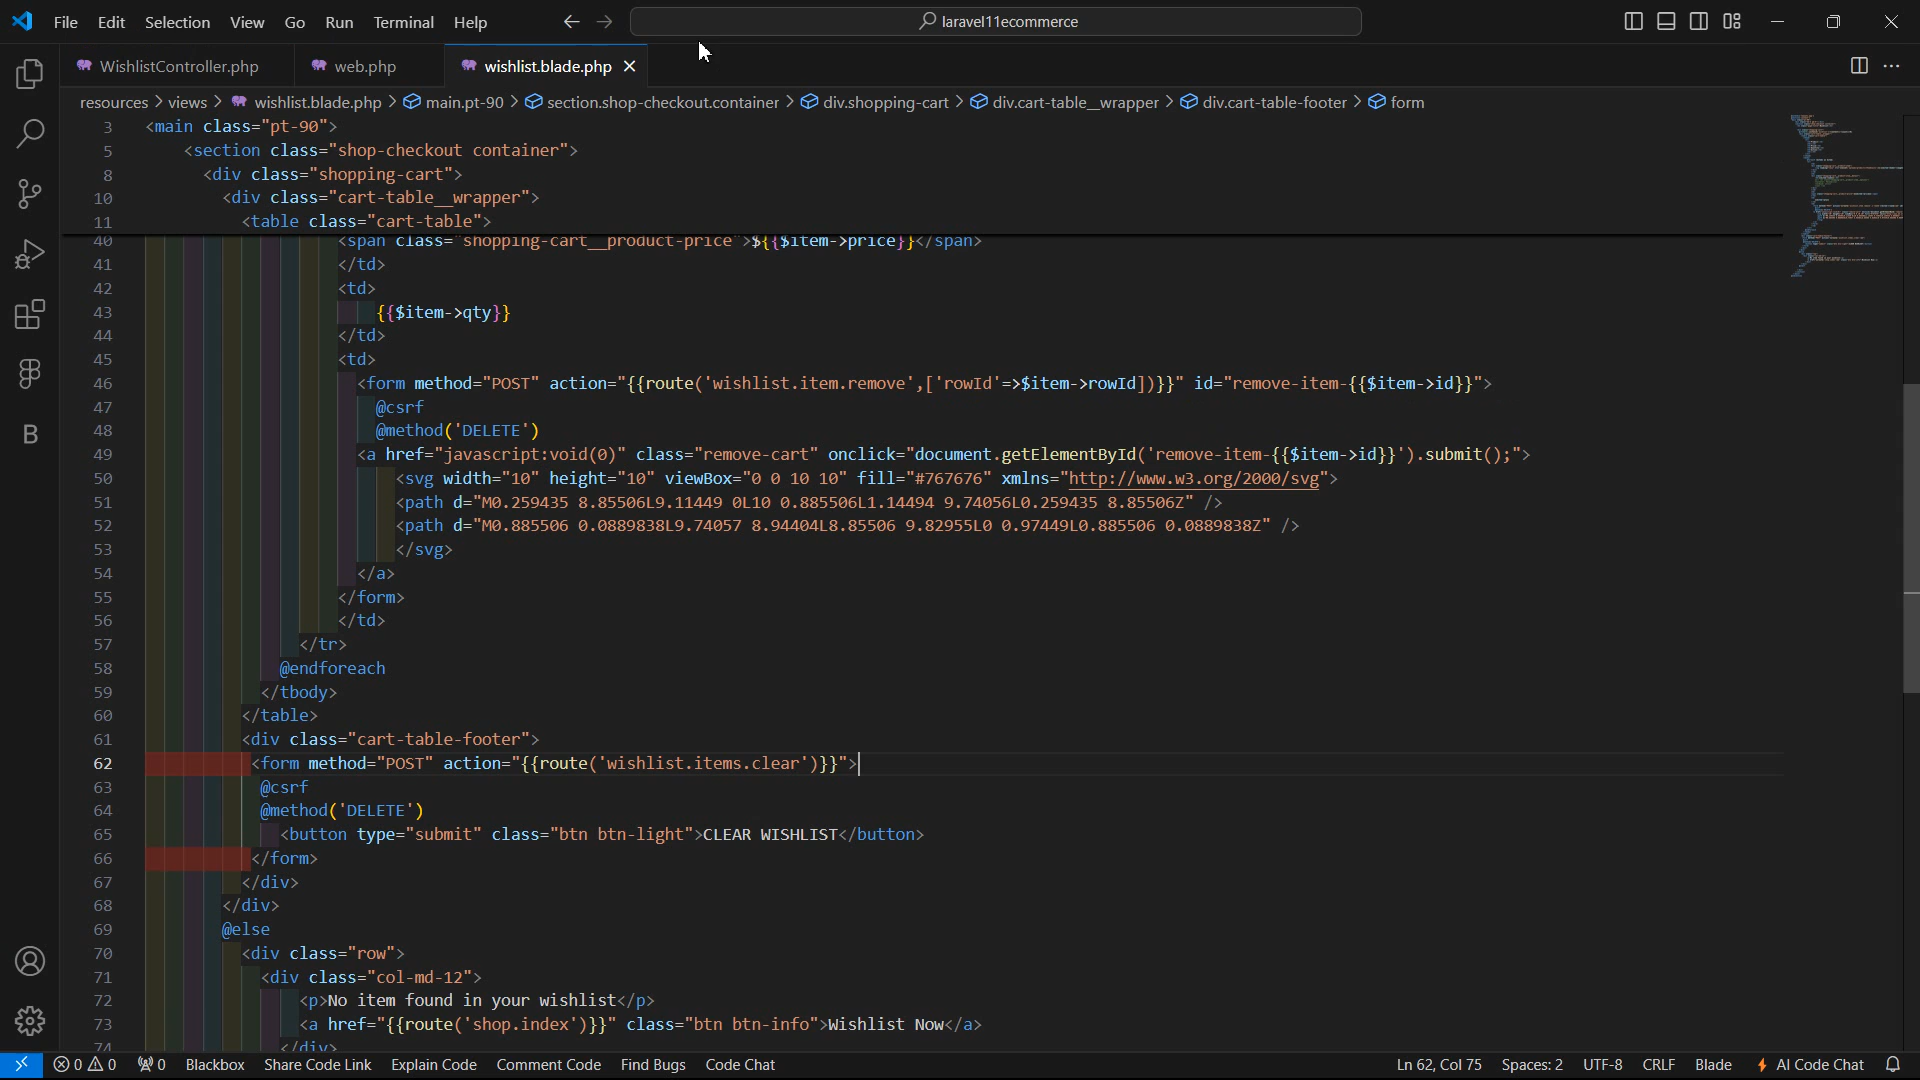 File Edit Selection View Go Run Terminal Help laravel11ecommerce
WishlistController.php web.php wishlist.blade.php
resources > views > wishlist.blade.php > main.pt-90 > section.shop-checkout.container > div.shopping-cart > div.cart-table__wrapper > div.cart-table-footer > form
3 <main class="pt-90">
5 <section class="shop-checkout container">
8 <div class="shopping-cart">
10 <div class="cart-table__wrapper">
11 <table class="cart-table">
40 <span class="shopping-cart__product-price">${{$item->price}}</span>
41 </td>
42 <td>
43 {{$item->qty}}
44 </td>
45 <td>
46 <form method="POST" action="{{route('wishlist.item.remove',['rowId'=>$item->rowId])}}" id="remove-item-{{$item->id}}">
47 @csrf
48 @method('DELETE')
49 <a href="javascript:void(0)" class="remove-cart" onclick="document.getElementById('remove-item-{{$item->id}}').submit();">
50 <svg width="10" height="10" viewBox="0 0 10 10" fill="#767676" xmlns="http://www.w3.org/2000/svg">
51 <path d="M0.259435 8.85506L9.11449 0L10 0.885506L1.14494 9.74056L0.259435 8.85506Z" />
52 <path d="M0.885506 0.0889838L9.74057 8.94404L8.85506 9.82955L0 0.97449L0.885506 0.0889838Z" />
53 </svg>
54 </a>
55 </form>
56 </td>
57 </tr>
58 @endforeach
59 </tbody>
60 </table>
61 <div class="cart-table-footer">
62 <form method="POST" action="{{route('wishlist.items.clear')}}">
63 @csrf
64 @method('DELETE')
65 <button type="submit" class="btn btn-light">CLEAR WISHLIST</button>
66 </form>
67 </div>
68 </div>
69 @else
70 <div class="row">
71 <div class="col-md-12">
72 <p>No item found in your wishlist</p>
73 <a href="{{route('shop.index')}}" class="btn btn-info">Wishlist Now</a>
74 </div>
0 0 0 Blackbox Share Code Link Explain Code Comment Code Find Bugs Code Chat Ln 62, Col 75 Spaces: 2 UTF-8 CRLF Blade AI Code Chat